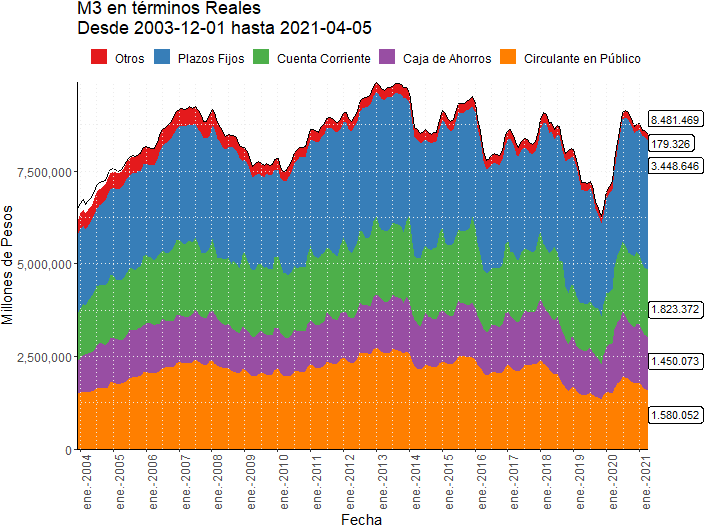 M3 en términos Reales
Desde 2003-12-01 hasta 2021-04-05
Otros Plazos Fijos Cuenta Corriente Caja de Ahorros Circulante en Público
Millones de Pesos
7,500,000
5,000,000
2,500,000
0
8.481.469
179.326
3.448.646
1.823.372
1.450.073
1.580.052
ene.-2004 ene.-2005 ene.-2006 ene.-2007 ene.-2008 ene.-2009 ene.-2010 ene.-2011 ene.-2012 ene.-2013 ene.-2014 ene.-2015 ene.-2016 ene.-2017 ene.-2018 ene.-2019 ene.-2020 ene.-2021
Fecha